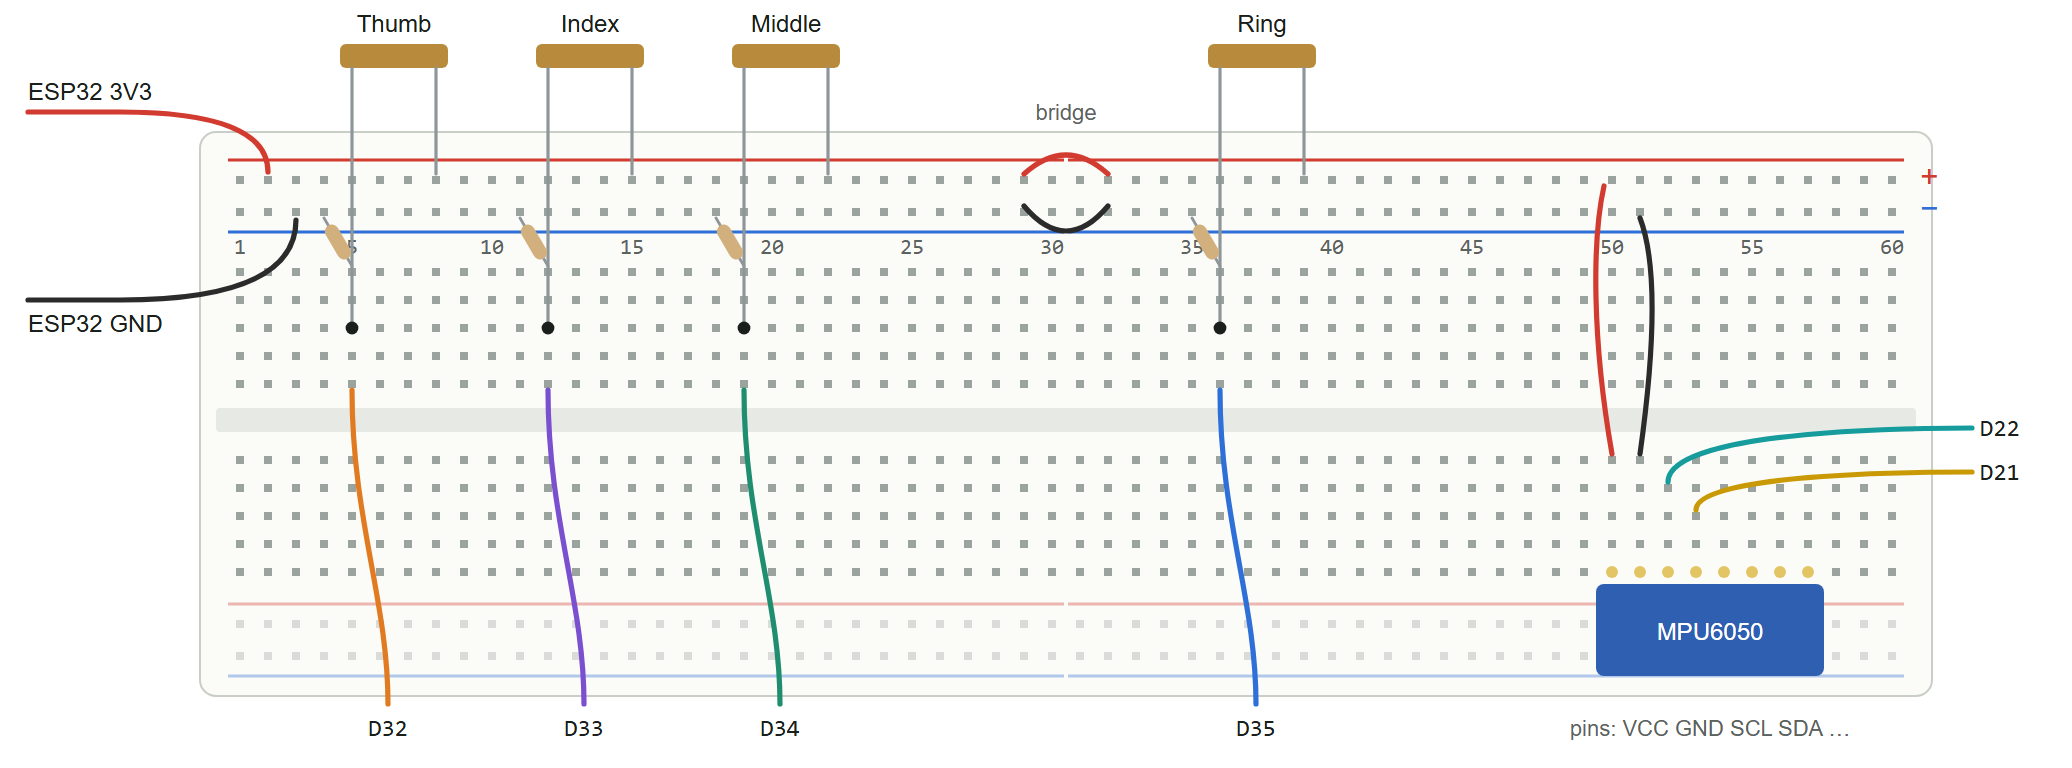 Thumb Index Middle Ring
ESP32 3V3
bridge
+
−
1 5 10 15 20 25 30 35 40 45 50 55 60
ESP32 GND
D22
D21
MPU6050
D32 D33 D34 D35 pins: VCC GND SCL SDA …